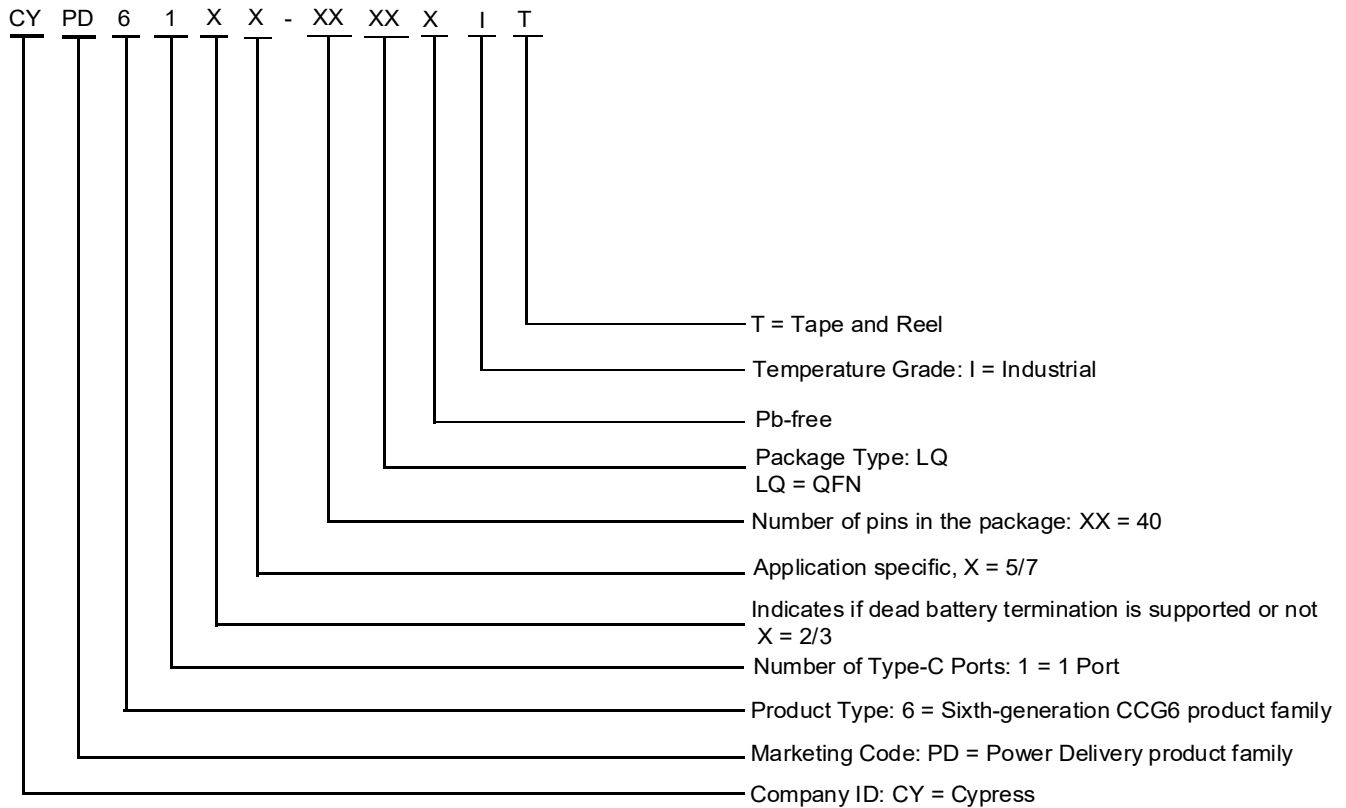 CY PD 6 1 X X - XX XX X I T
T = Tape and Reel
Temperature Grade: I = Industrial
Pb-free
Package Type: LQ
LQ = QFN
Number of pins in the package: XX = 40
Application specific, X = 5/7
Indicates if dead battery termination is supported or not
X = 2/3
Number of Type-C Ports: 1 = 1 Port
Product Type: 6 = Sixth-generation CCG6 product family
Marketing Code: PD = Power Delivery product family
Company ID: CY = Cypress